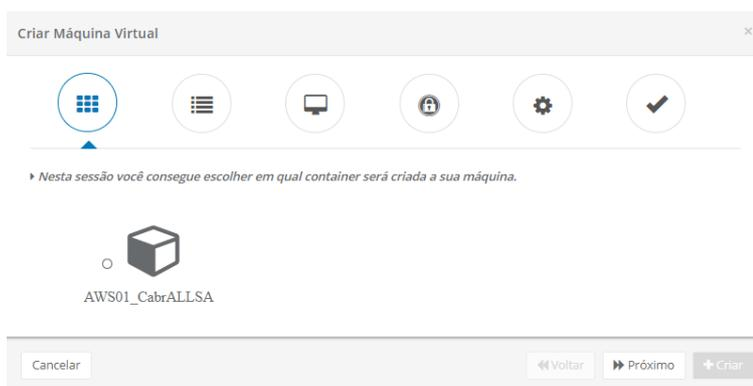 Criar Máquina Virtual
Nesta sessão você consegue escolher em qual container será criada a sua máquina.
AWS01_CabrALLSA
Cancelar
Voltar
Próximo
+ Criar